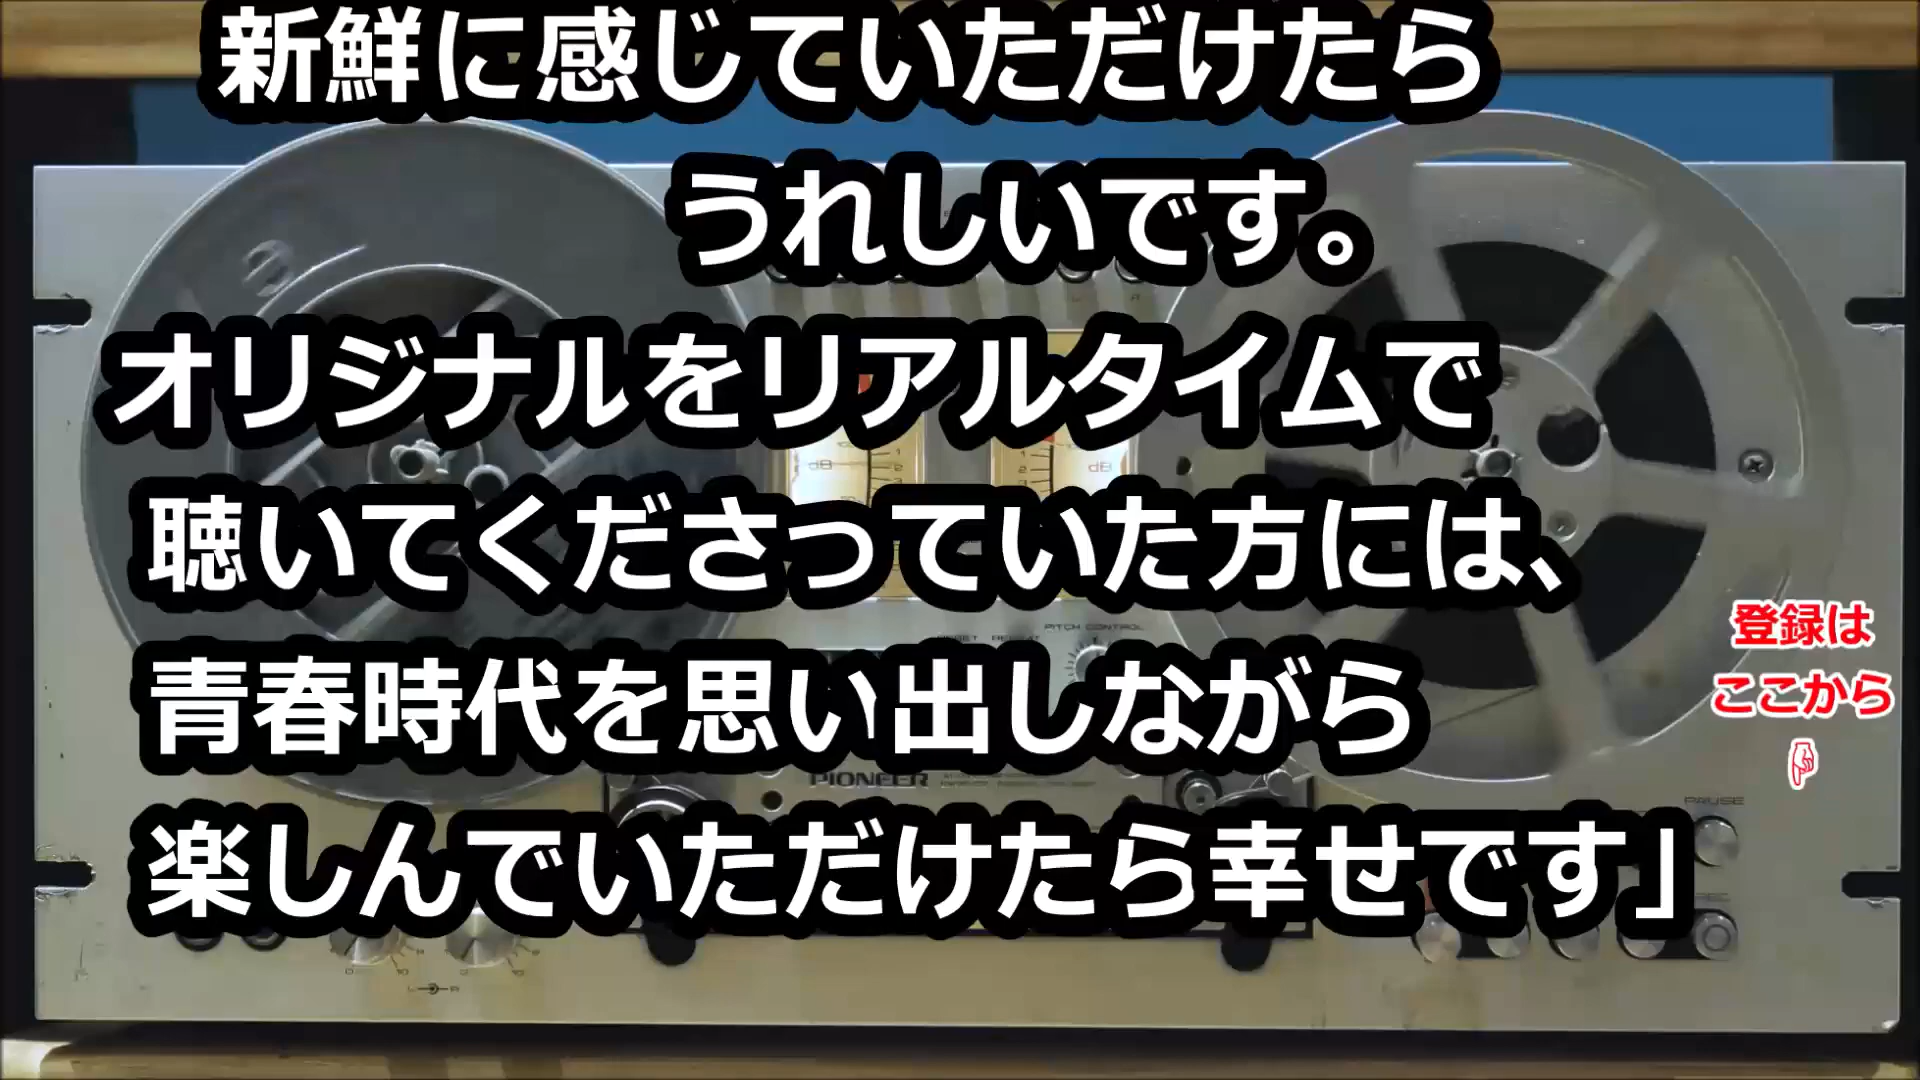 新鮮に感じていただけたら
うれしいです。
オリジナルをリアルタイムで
聴いてくださっていた方には、
青春時代を思い出しながら
楽しんでいただけたら幸せです」
登録は
ここから
PITCH CONTROL
PIONEER
PAUSE
dB
dB